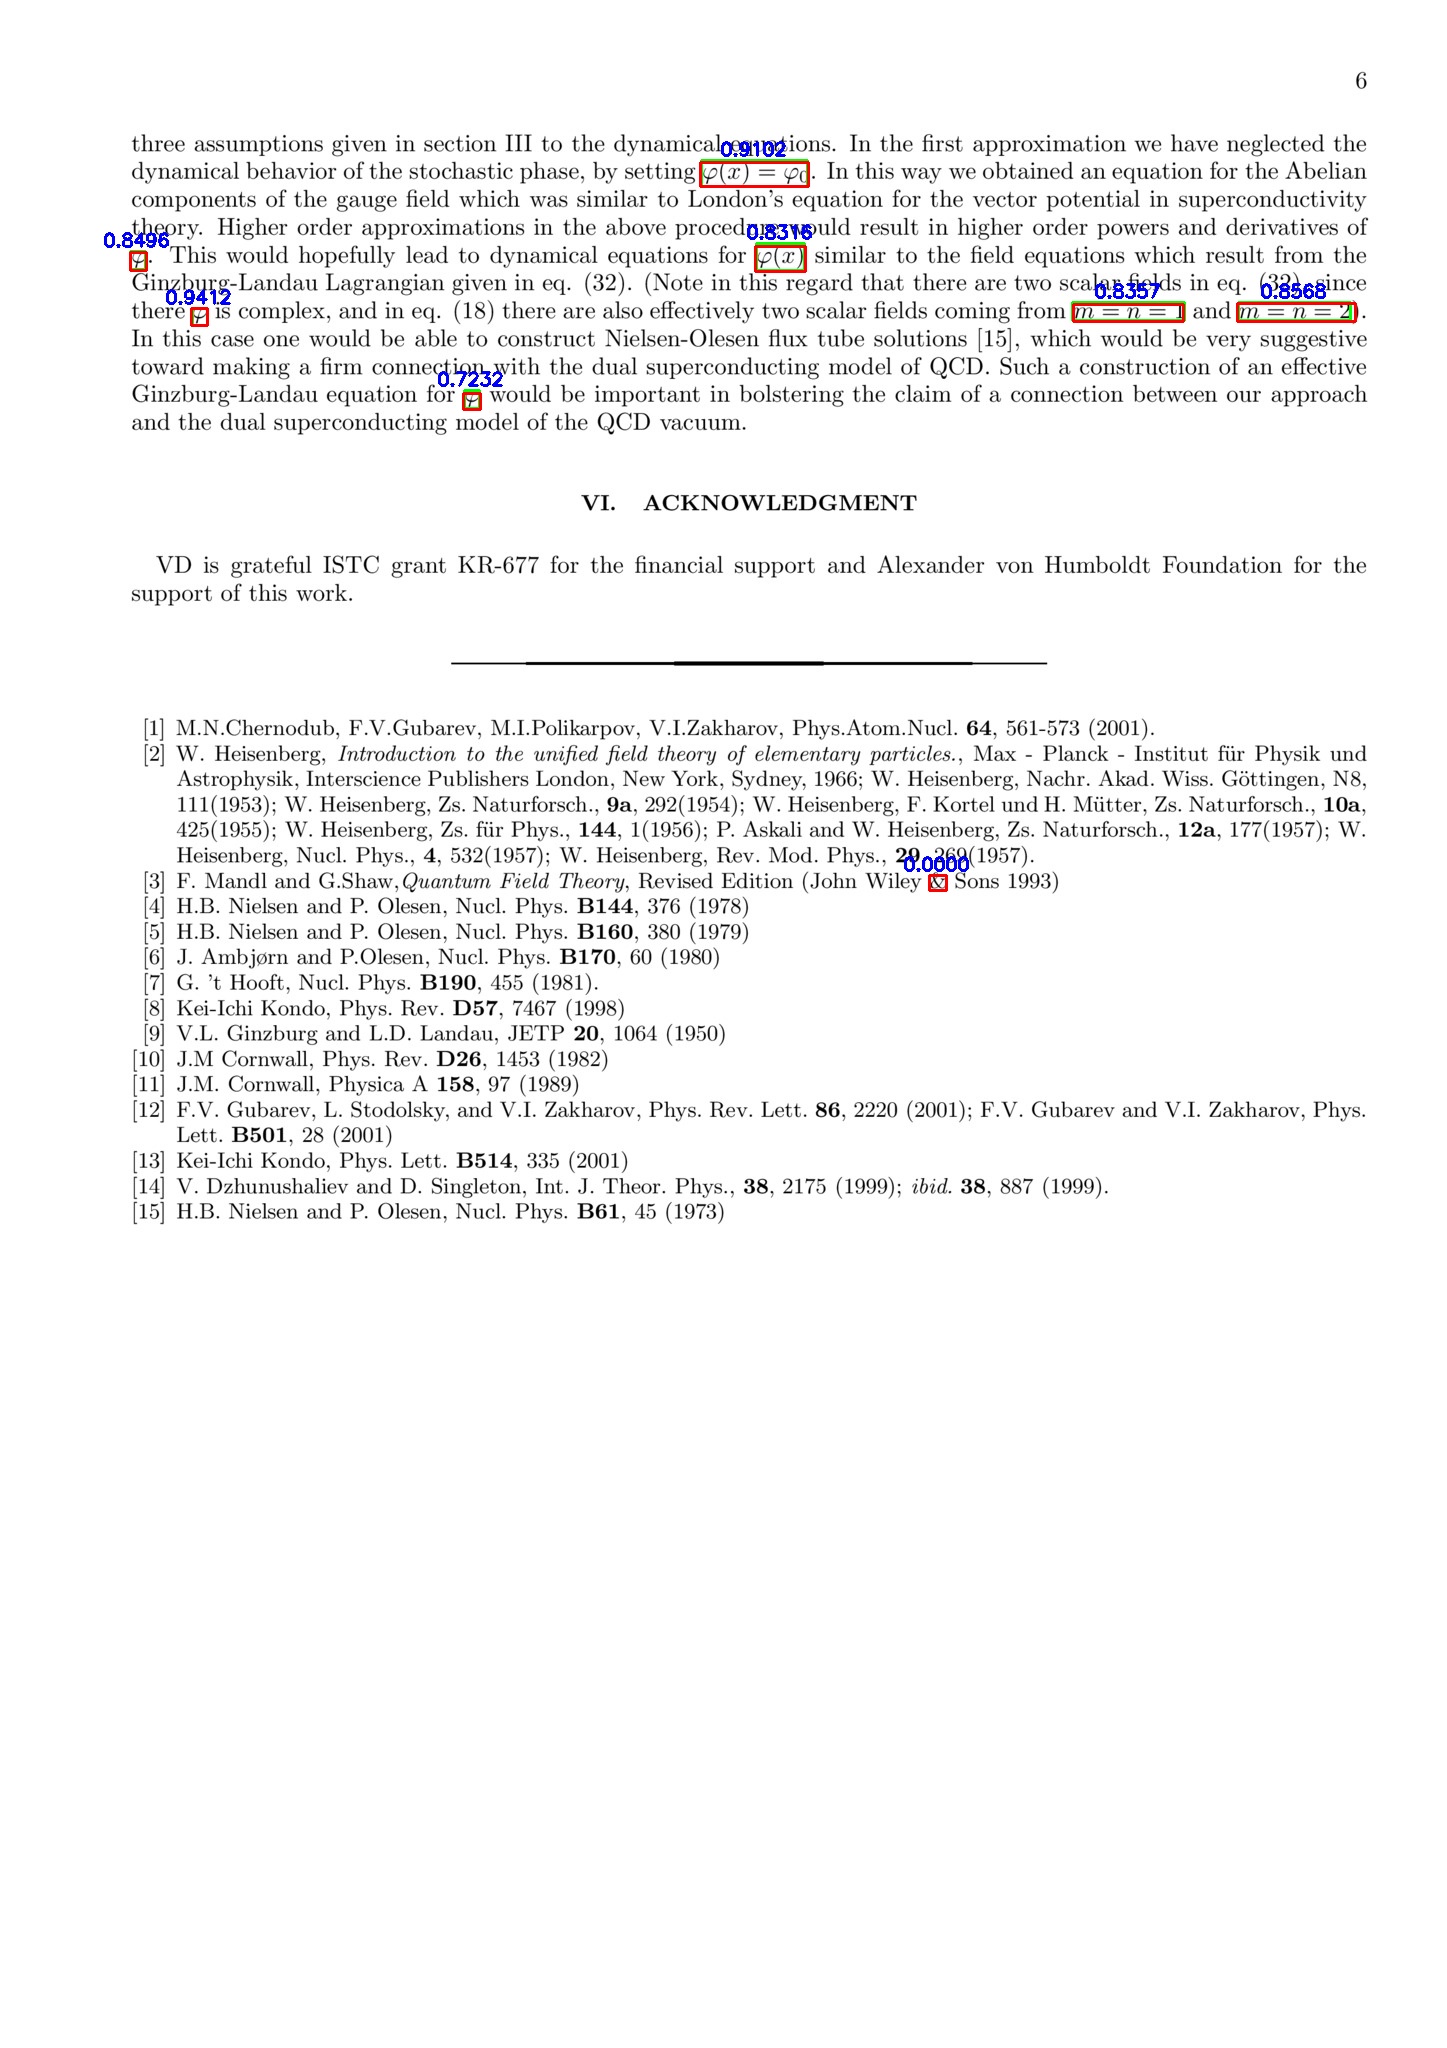 6
three assumptions given in section III to the dynamical equations. In the first approximation we have neglected the
0.9102
dynamical behavior of the stochastic phase, by setting φ(x) = φ₀. In this way we obtained an equation for the Abelian
components of the gauge field which was similar to London's equation for the vector potential in superconductivity
theory. Higher order approximations in the above procedure would result in higher order powers and derivatives of
0.8496 0.8316
φ. This would hopefully lead to dynamical equations for φ(x) similar to the field equations which result from the
Ginzburg-Landau Lagrangian given in eq. (32). (Note in this regard that there are two scalar fields in eq. (32), since
0.9412 0.8357 0.8568
there φ is complex, and in eq. (18) there are also effectively two scalar fields coming from m = n = 1 and m = n = 2).
In this case one would be able to construct Nielsen-Olesen flux tube solutions [15], which would be very suggestive
toward making a firm connection with the dual superconducting model of QCD. Such a construction of an effective
0.7232
Ginzburg-Landau equation for φ would be important in bolstering the claim of a connection between our approach
and the dual superconducting model of the QCD vacuum.
VI. ACKNOWLEDGMENT
VD is grateful ISTC grant KR-677 for the financial support and Alexander von Humboldt Foundation for the
support of this work.
[1] M.N.Chernodub, F.V.Gubarev, M.I.Polikarpov, V.I.Zakharov, Phys.Atom.Nucl. 64, 561-573 (2001).
[2] W. Heisenberg, Introduction to the unified field theory of elementary particles., Max - Planck - Institut für Physik und
Astrophysik, Interscience Publishers London, New York, Sydney, 1966; W. Heisenberg, Nachr. Akad. Wiss. Göttingen, N8,
111(1953); W. Heisenberg, Zs. Naturforsch., 9a, 292(1954); W. Heisenberg, F. Kortel und H. Mütter, Zs. Naturforsch., 10a,
425(1955); W. Heisenberg, Zs. für Phys., 144, 1(1956); P. Askali and W. Heisenberg, Zs. Naturforsch., 12a, 177(1957); W.
Heisenberg, Nucl. Phys., 4, 532(1957); W. Heisenberg, Rev. Mod. Phys., 29, 269(1957).
0.0000
[3] F. Mandl and G.Shaw,Quantum Field Theory, Revised Edition (John Wiley & Sons 1993)
[4] H.B. Nielsen and P. Olesen, Nucl. Phys. B144, 376 (1978)
[5] H.B. Nielsen and P. Olesen, Nucl. Phys. B160, 380 (1979)
[6] J. Ambjørn and P.Olesen, Nucl. Phys. B170, 60 (1980)
[7] G. 't Hooft, Nucl. Phys. B190, 455 (1981).
[8] Kei-Ichi Kondo, Phys. Rev. D57, 7467 (1998)
[9] V.L. Ginzburg and L.D. Landau, JETP 20, 1064 (1950)
[10] J.M Cornwall, Phys. Rev. D26, 1453 (1982)
[11] J.M. Cornwall, Physica A 158, 97 (1989)
[12] F.V. Gubarev, L. Stodolsky, and V.I. Zakharov, Phys. Rev. Lett. 86, 2220 (2001); F.V. Gubarev and V.I. Zakharov, Phys.
Lett. B501, 28 (2001)
[13] Kei-Ichi Kondo, Phys. Lett. B514, 335 (2001)
[14] V. Dzhunushaliev and D. Singleton, Int. J. Theor. Phys., 38, 2175 (1999); ibid. 38, 887 (1999).
[15] H.B. Nielsen and P. Olesen, Nucl. Phys. B61, 45 (1973)